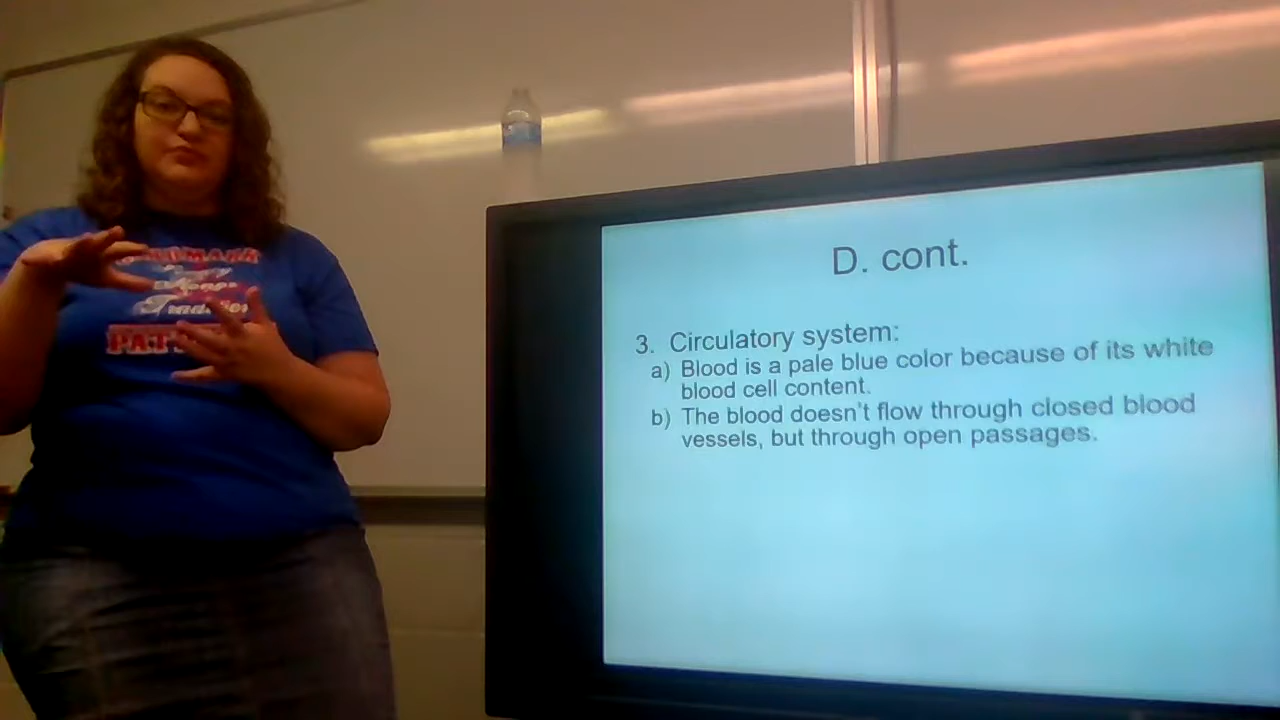 D. cont.
3. Circulatory system:
a) Blood is a pale blue color because of its white
blood cell content.
b) The blood doesn't flow through closed blood
vessels, but through open passages.